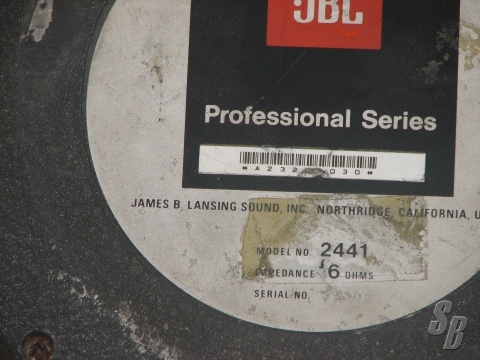 JBL
Professional Series
JAMES B. LANSING SOUND, INC. NORTHRIDGE, CALIFORNIA, U
MODEL NO. 2441
IMPEDANCE 16 OHMS
SERIAL NO.
SB